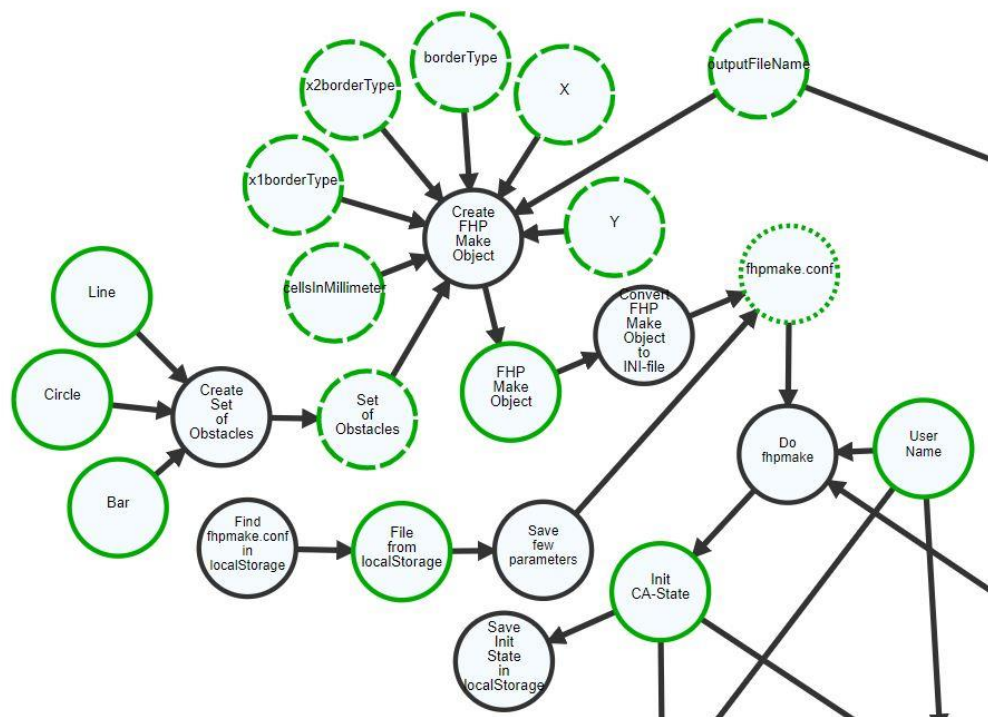 borderType
outputFileName
x2borderType
X
x1borderType
Create
FHP
Make
Object
Y
cellsInMillimeter
fhpmake.conf
Line
Convert
FHP
Make
Object
to
INI-file
FHP
Make
Object
Circle
Create
Set
of
Obstacles
Set
of
Obstacles
Do
fhpmake
User
Name
Bar
Find
fhpmake.conf
in
localStorage
File
from
localStorage
Save
few
parameters
Init
CA-State
Save
Init
State
in
localStorage